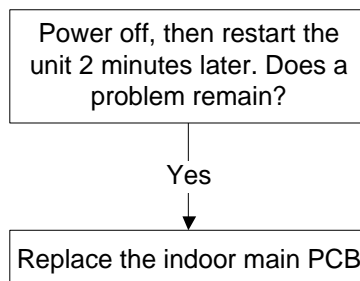 Power off, then restart the
unit 2 minutes later. Does a
problem remain?
Yes
Replace the indoor main PCB